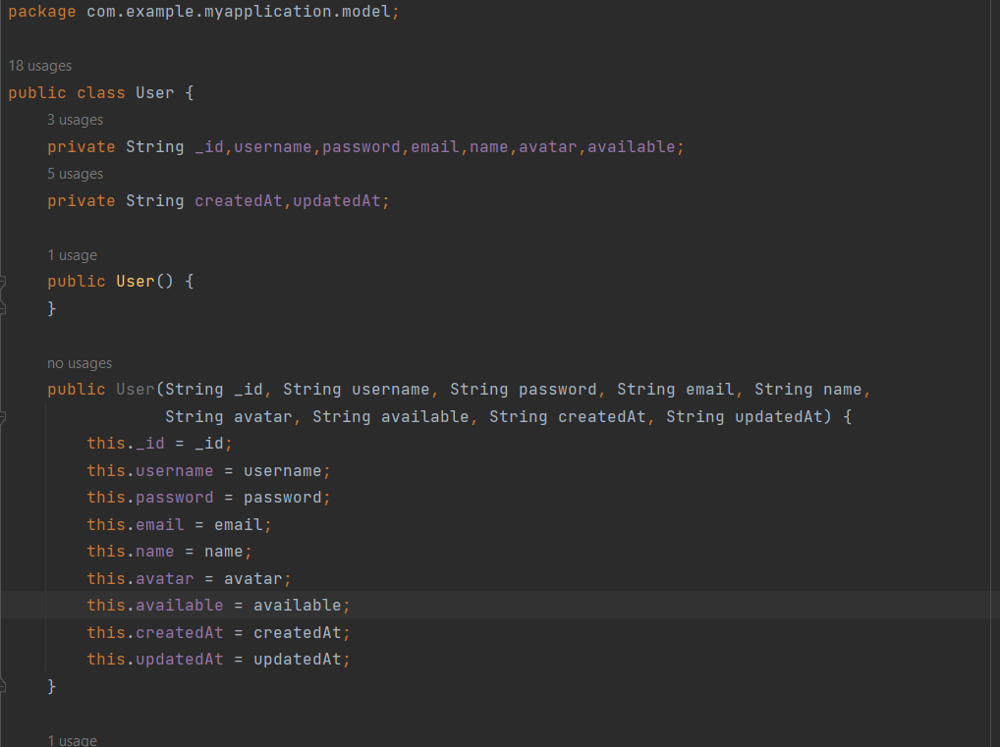 package com.example.myapplication.model;
18 usages
public class User {
3 usages
private String _id,username,password,email,name,avatar,available;
5 usages
private String createdAt,updatedAt;
1 usage
public User() {
}
no usages
public User(String _id, String username, String password, String email, String name,
String avatar, String available, String createdAt, String updatedAt) {
this._id = _id;
this.username = username;
this.password = password;
this.email = email;
this.name = name;
this.avatar = avatar;
this.available = available;
this.createdAt = createdAt;
this.updatedAt = updatedAt;
}
1 usage